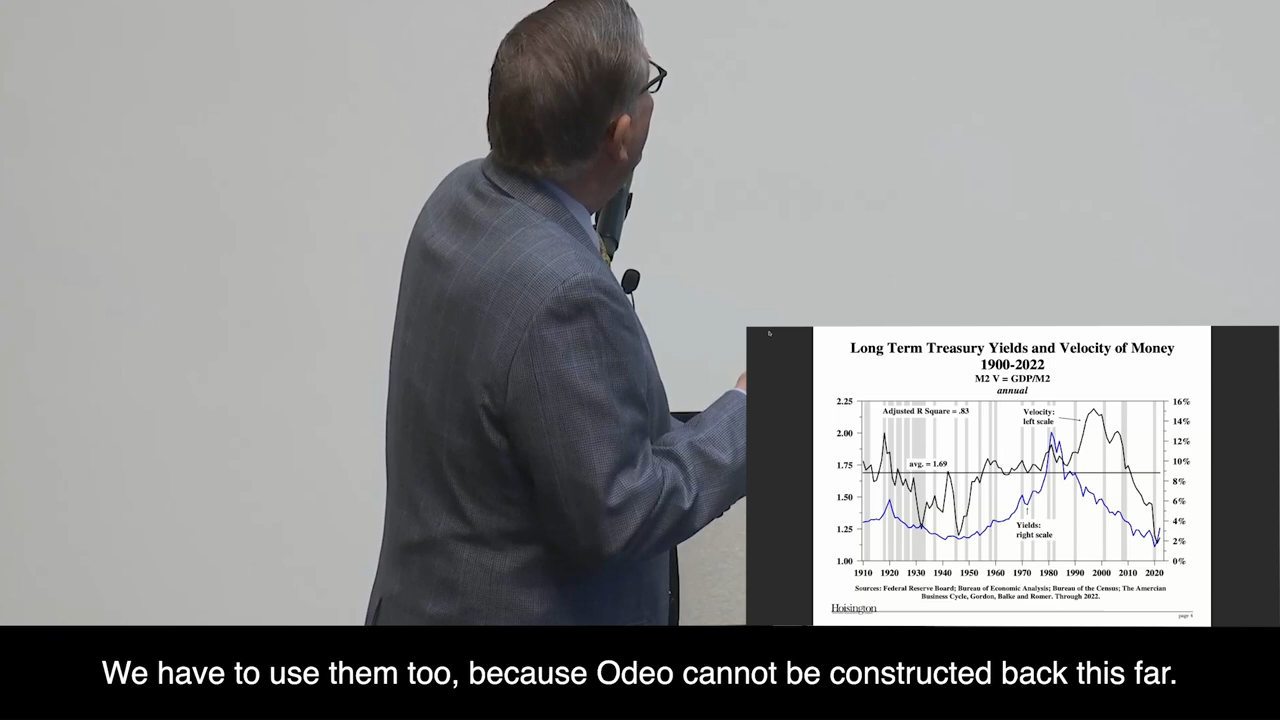 Long Term Treasury Yields and Velocity of Money
1900-2022
M2 V = GDP/M2
annual
Adjusted R Square = .83
Velocity:
left scale
avg. = 1.69
Yields:
right scale
2.25
2.00
1.75
1.50
1.25
1.00
16%
14%
12%
10%
8%
6%
4%
2%
0%
1910 1920 1930 1940 1950 1960 1970 1980 1990 2000 2010 2020
Sources: Federal Reserve Board; Bureau of Economic Analysis; Bureau of the Census; The Amercian
Business Cycle, Gordon, Balke and Romer. Through 2022.
Hoisington
page 4
We have to use them too, because Odeo cannot be constructed back this far.